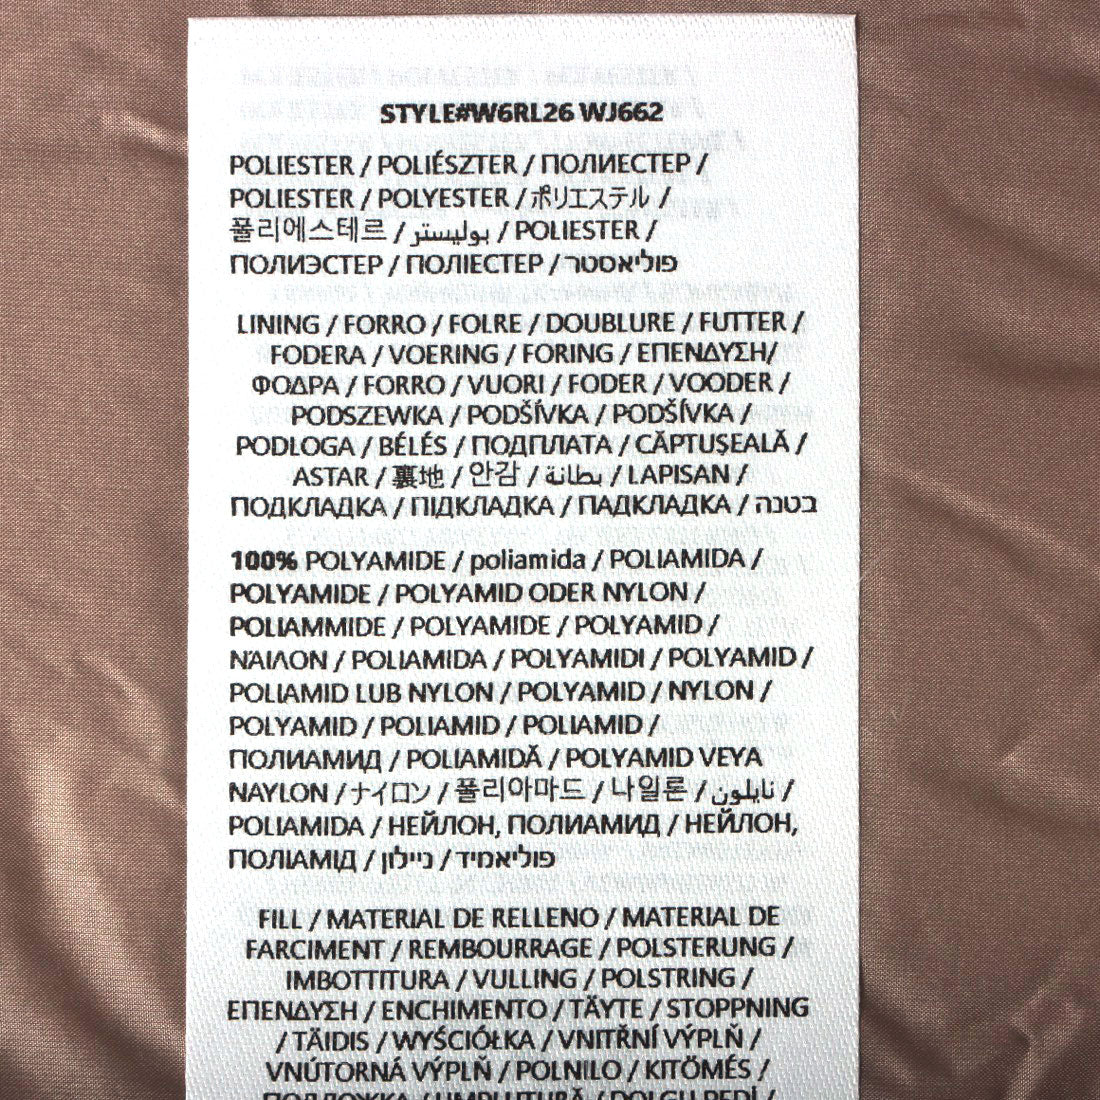 STYLE#W6RL26 WJ662
POLIESTER / POLIÉSZTER / ПОЛИЕСТЕР /
POLIESTER / POLYESTER / ポリエステル /
폴리에스테르 / بوليستر / POLIESTER /
ПОЛИЭСТЕР / ПОЛІЕСТЕР / פוליאסטר
LINING / FORRO / FOLRE / DOUBLURE / FUTTER /
FODERA / VOERING / FORING / ΕΠΕΝΔΥΣΗ/
ΦΟΔΡΑ / FORRO / VUORI / FODER / VOODER /
PODSZEWKA / PODŠÍVKA / PODŠÍVKA /
PODLOGA / BÉLÉS / ПОДПЛАТА / CĂPTUȘEALĂ /
ASTAR / 裏地 / 안감 / بطانة / LAPISAN /
ПОДКЛАДКА / ПІДКЛАДКА / ПАДКЛАДКА / בטנה
100% POLYAMIDE / poliamida / POLIAMIDA /
POLYAMIDE / POLYAMID ODER NYLON /
POLIAMMIDE / POLYAMIDE / POLYAMID /
ΝΆΙΛΟΝ / POLIAMIDA / POLYAMIDI / POLYAMID /
POLIAMID LUB NYLON / POLYAMID / NYLON /
POLYAMID / POLIAMID / POLIAMID /
ПОЛИАМИД / POLIAMIDĂ / POLYAMID VEYA
NAYLON / ナイロン / 폴리아마드 / 나일론 / نايلون /
POLIAMIDA / НЕЙЛОН, ПОЛИАМИД / НЕЙЛОН,
ПОЛІАМІД / ניילון / פוליאמיד
FILL / MATERIAL DE RELLENO / MATERIAL DE
FARCIMENT / REMBOURRAGE / POLSTERUNG /
IMBOTTITURA / VULLING / POLSTRING /
ΕΠΕΝΔΥΣΗ / ENCHIMENTO / TÄYTE / STOPPNING
/ TÄIDIS / WYŚCIÓŁKA / VNITŘNÍ VÝPLŇ /
VNÚTORNÁ VÝPLŇ / POLNILO / KITÖMÉS /
ПОДЛОЖКА / UMPLUTURĂ / DOLGU PEDİ /